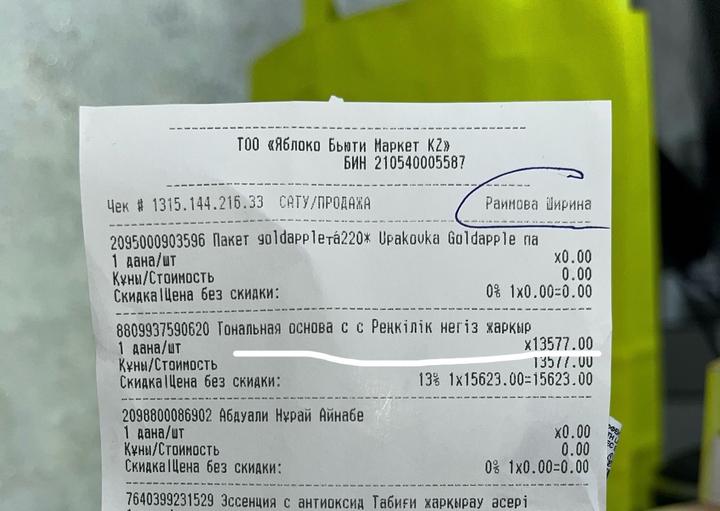 ТОО «Яблоко Бьюти Маркет KZ»
БИН 210540005587
Чек # 1315.144.216.33 САТУ/ПРОДАЖА Раимова Ширина
2095000903596 Пакет goldappleтá220* Upakovka Goldapple па
1 дана/шт x0.00
Құны/Стоимость 0.00
Скидка|Цена без скидки: 0% 1x0.00=0.00
8809937590620 Тональная основа с с Реңкілік негіз жарқыр
1 дана/шт x13577.00
Құны/Стоимость 13577.00
Скидка|Цена без скидки: 13% 1x15623.00=15623.00
2098800086902 Абдуали Нұрай Айнабе
1 дана/шт x0.00
Құны/Стоимость 0.00
Скидка|Цена без скидки: 0% 1x0.00=0.00
7640399231529 Эссенция с антиоксид Табиғи жарқырау әсері